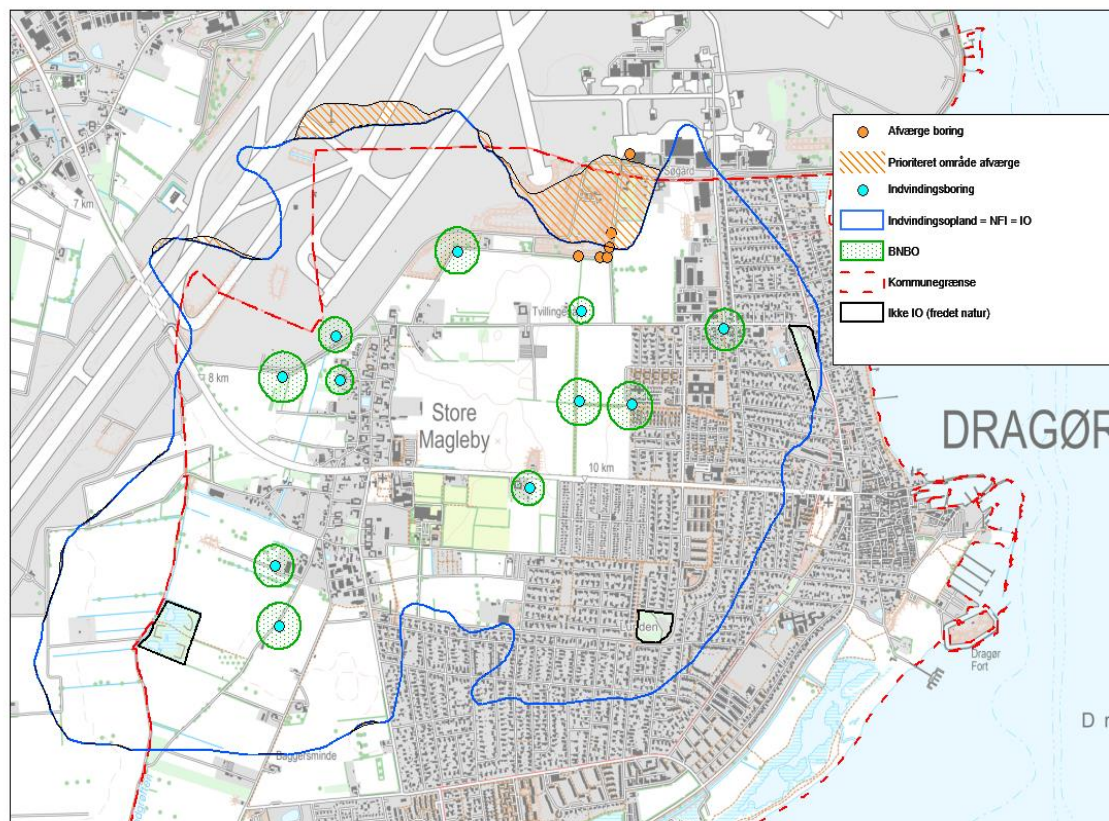 Afværge boring
Prioriteret område afværge
Indvindingsboring
Indvindingsopland = NFI = IO
BNBO
Kommunegrænse
Ikke IO (fredet natur)
7 km
Søgård
8 km
Store
Magleby
10 km
DRAGØR
Dragør
Fort
Baggersminde